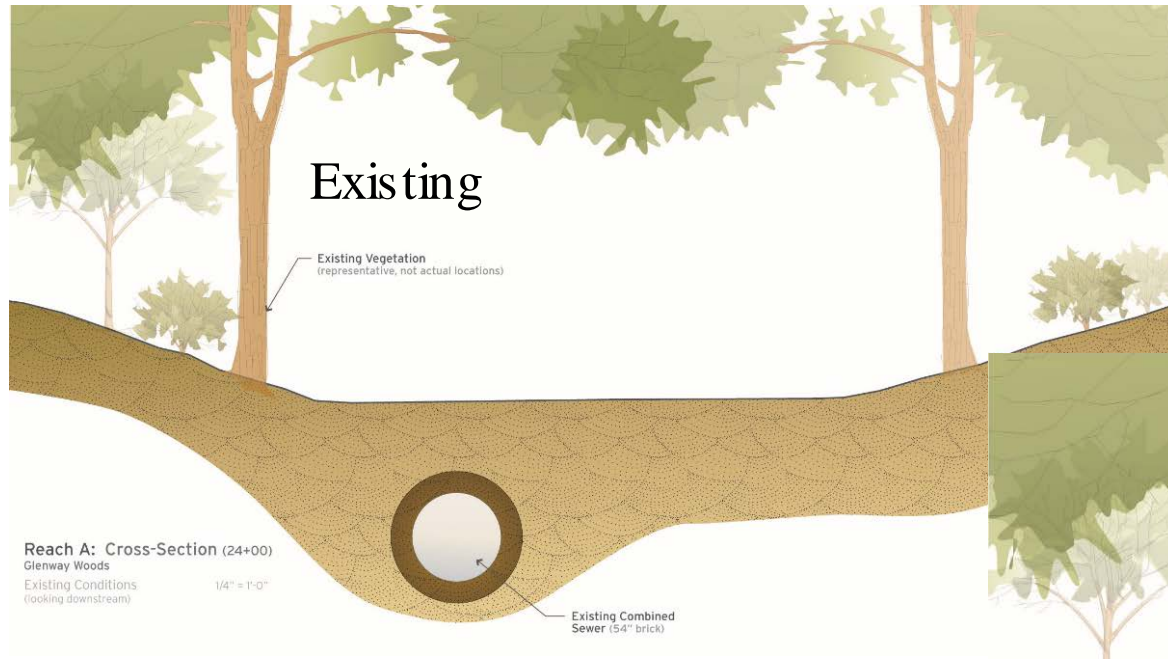 Existing
Existing Vegetation
(representative, not actual locations)
Reach A: Cross-Section (24+00)
Glenway Woods
Existing Conditions 1/4" = 1'-0"
(looking downstream)
Existing Combined
Sewer (54" brick)